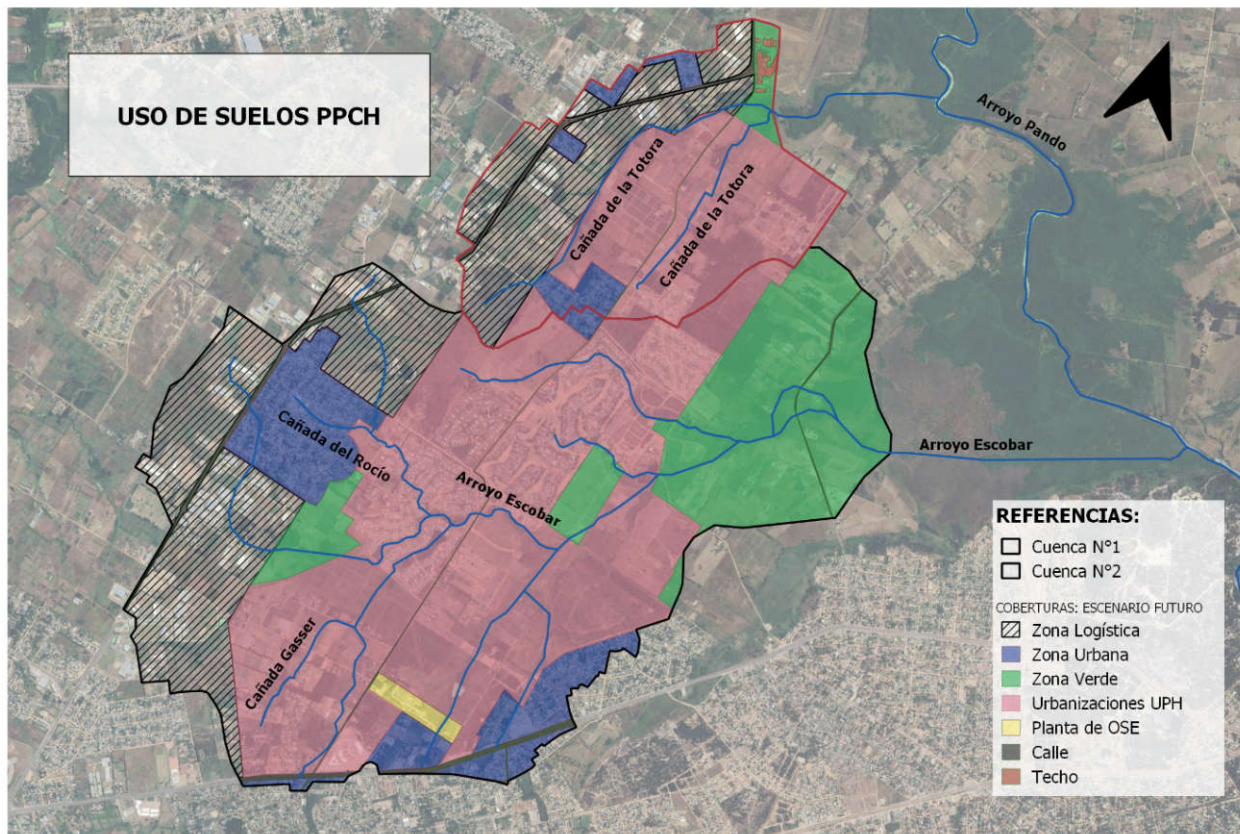 USO DE SUELOS PPCH
Arroyo Pando
Cañada de la Totora
Cañada de la Totora
Cañada del Rocío
Arroyo Escobar
Arroyo Escobar
Cañada Gasser
REFERENCIAS:
Cuenca N°1
Cuenca N°2
COBERTURAS: ESCENARIO FUTURO
Zona Logística
Zona Urbana
Zona Verde
Urbanizaciones UPH
Planta de OSE
Calle
Techo